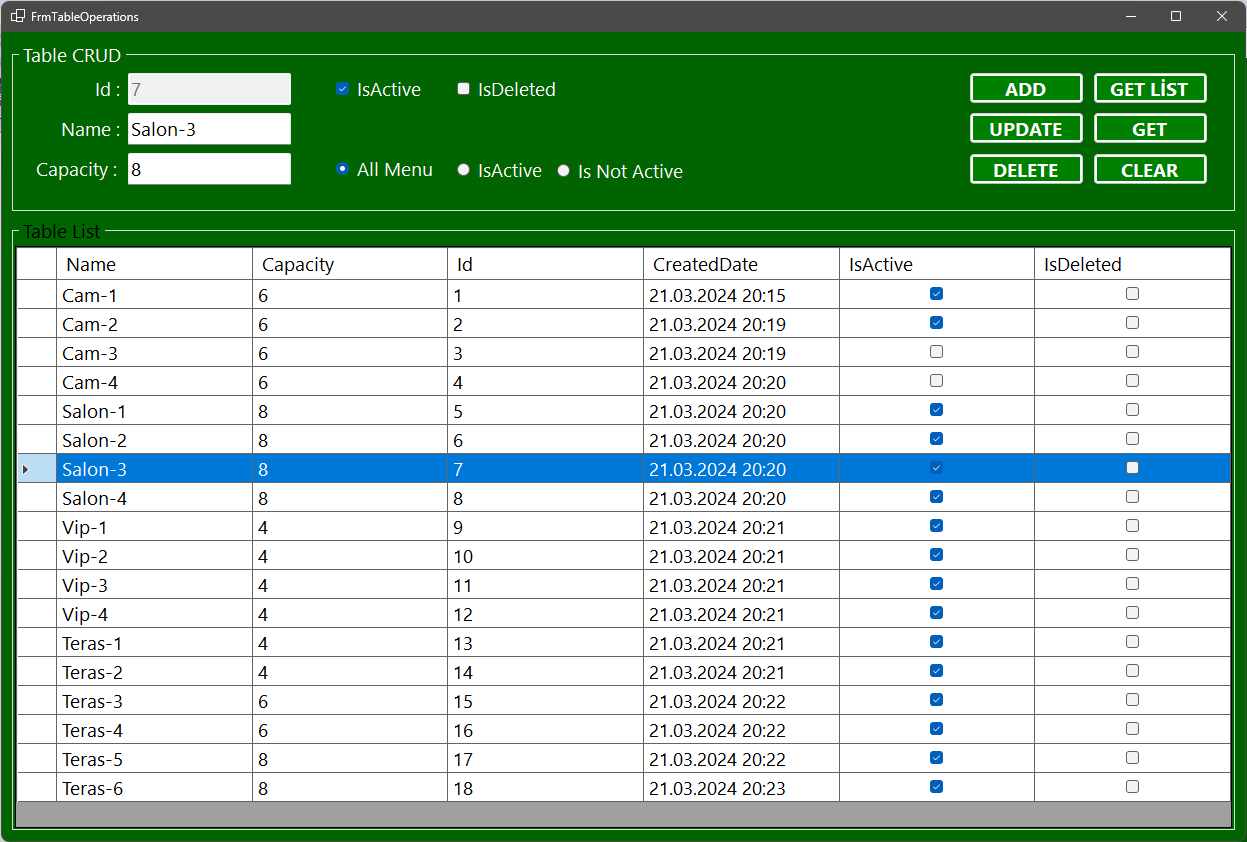 FrmTableOperations
Table CRUD
Id : 7 IsActive IsDeleted ADD GET LİST
Name : Salon-3 UPDATE GET
Capacity : 8 All Menu IsActive Is Not Active DELETE CLEAR
Table List
Name Capacity Id CreatedDate IsActive IsDeleted
Cam-1 6 1 21.03.2024 20:15
Cam-2 6 2 21.03.2024 20:19
Cam-3 6 3 21.03.2024 20:19
Cam-4 6 4 21.03.2024 20:20
Salon-1 8 5 21.03.2024 20:20
Salon-2 8 6 21.03.2024 20:20
Salon-3 8 7 21.03.2024 20:20
Salon-4 8 8 21.03.2024 20:20
Vip-1 4 9 21.03.2024 20:21
Vip-2 4 10 21.03.2024 20:21
Vip-3 4 11 21.03.2024 20:21
Vip-4 4 12 21.03.2024 20:21
Teras-1 4 13 21.03.2024 20:21
Teras-2 4 14 21.03.2024 20:21
Teras-3 6 15 21.03.2024 20:22
Teras-4 6 16 21.03.2024 20:22
Teras-5 8 17 21.03.2024 20:22
Teras-6 8 18 21.03.2024 20:23